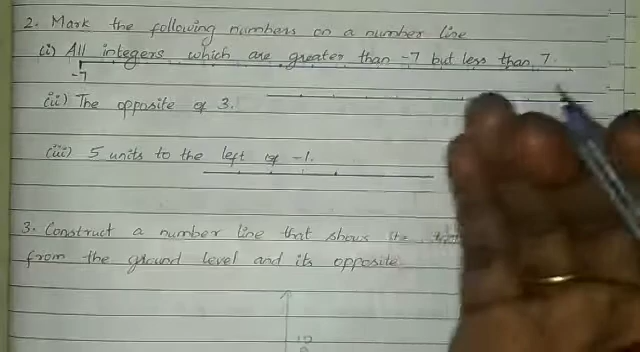 2. Mark the following numbers on a number line
(i) All integers which are greater than -7 but less than 7.
-7
(ii) The opposite of 3.
(iii) 5 units to the left of -1.
3. Construct a number line that shows the
from the ground level and its opposite